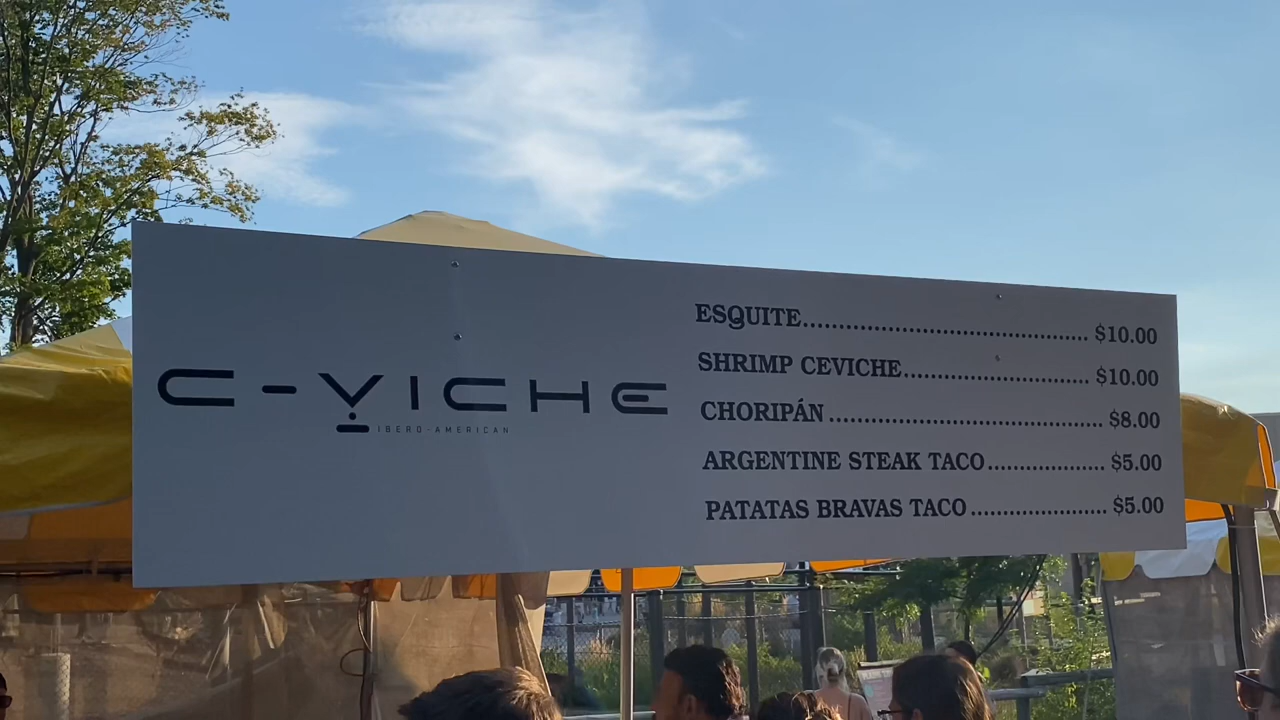 C-VICHE
IBERO-AMERICAN
ESQUITE................................. $10.00
SHRIMP CEVICHE...................... $10.00
CHORIPÁN ................................ $8.00
ARGENTINE STEAK TACO.............. $5.00
PATATAS BRAVAS TACO ................ $5.00